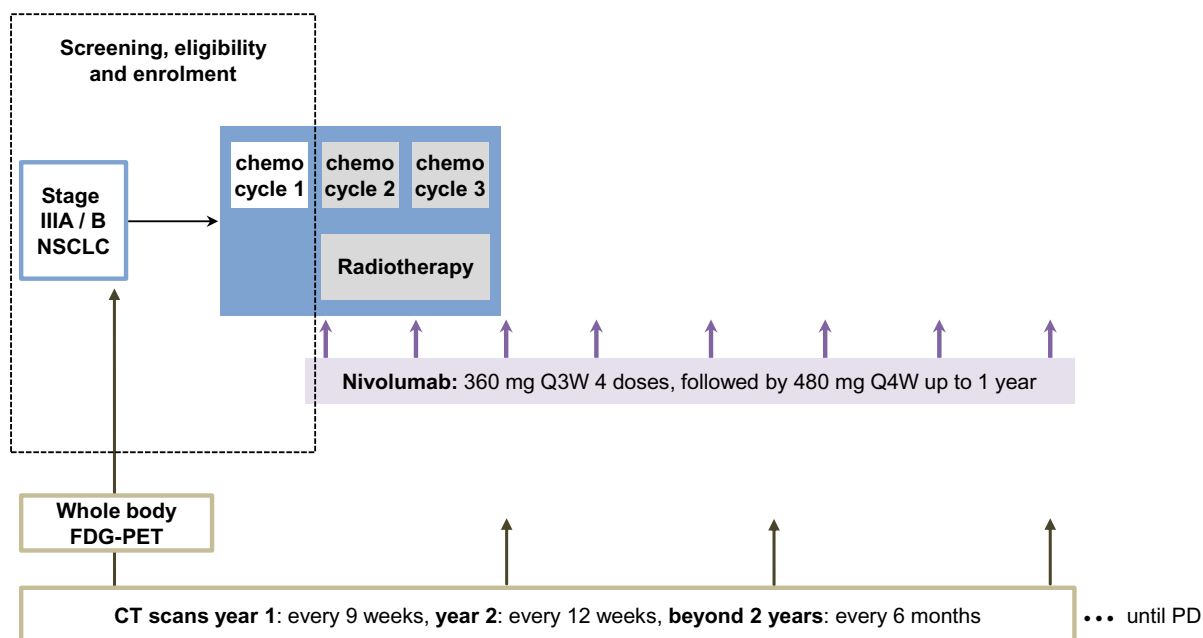 Screening, eligibility
and enrolment
Stage
IIIA / B
NSCLC
chemo
cycle 1
chemo
cycle 2
chemo
cycle 3
Radiotherapy
Nivolumab: 360 mg Q3W 4 doses, followed by 480 mg Q4W up to 1 year
Whole body
FDG-PET
CT scans year 1: every 9 weeks, year 2: every 12 weeks, beyond 2 years: every 6 months
••• until PD